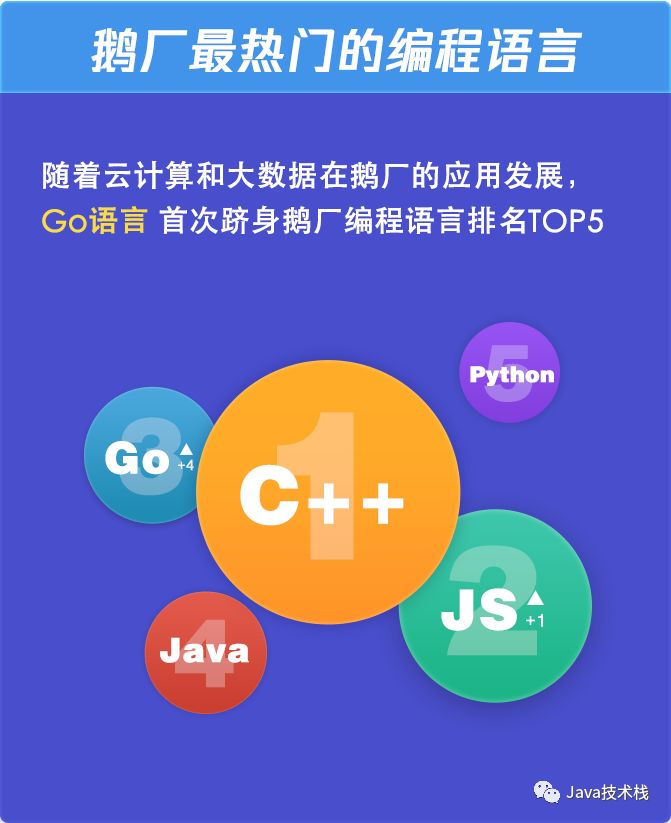 鹅厂最热门的编程语言
随着云计算和大数据在鹅厂的应用发展，
Go语言 首次跻身鹅厂编程语言排名TOP5
5
Python
3
Go ▲
+4
1
C++
2
JS ▲
+1
4
Java
Java技术栈